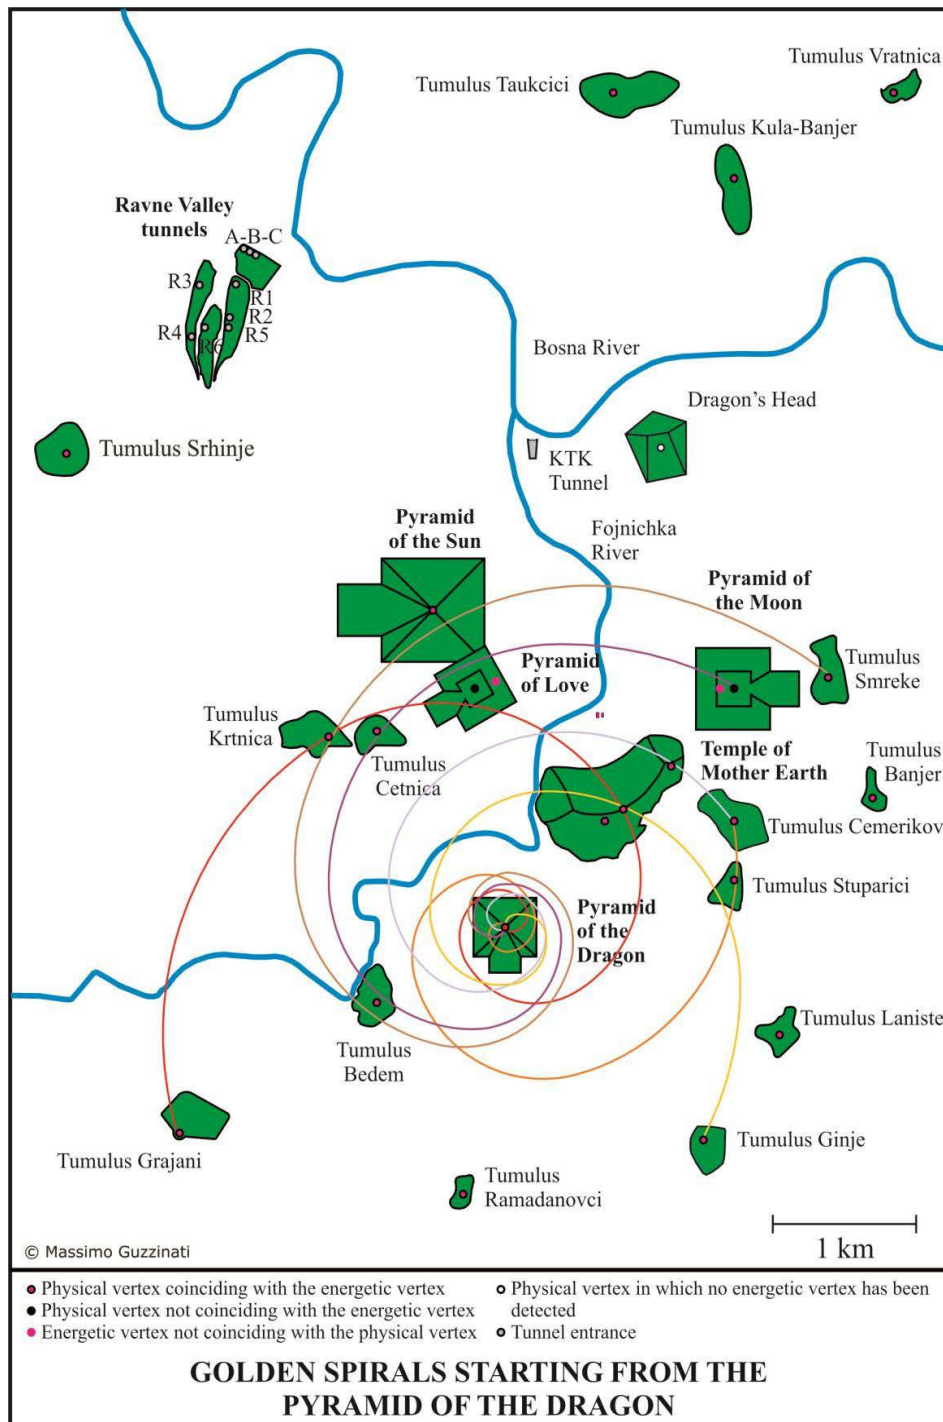 Tumulus Vratnica
Tumulus Taukcici
Tumulus Kula-Banjer
Ravne Valley
tunnels
A-B-C
R3
R1
R2
R4
R5
R6
Bosna River
Dragon’s Head
Tumulus Srhinje
KTK
Tunnel
Pyramid
of the Sun
Fojnichka
River
Pyramid of
the Moon
Pyramid
of Love
Tumulus
Smreke
Tumulus
Krtnica
Tumulus
Cetnica
Temple of
Mother Earth
Tumulus
Banjer
Tumulus Cemerikov
Tumulus Stuparici
Pyramid
of the
Dragon
Tumulus Laniste
Tumulus
Bedem
Tumulus Ginje
Tumulus Grajani
Tumulus
Ramadanovci
1 km
© Massimo Guzzinati
Physical vertex coinciding with the energetic vertex
Physical vertex not coinciding with the energetic vertex
Energetic vertex not coinciding with the physical vertex
Physical vertex in which no energetic vertex has been
detected
Tunnel entrance
GOLDEN SPIRALS STARTING FROM THE
PYRAMID OF THE DRAGON